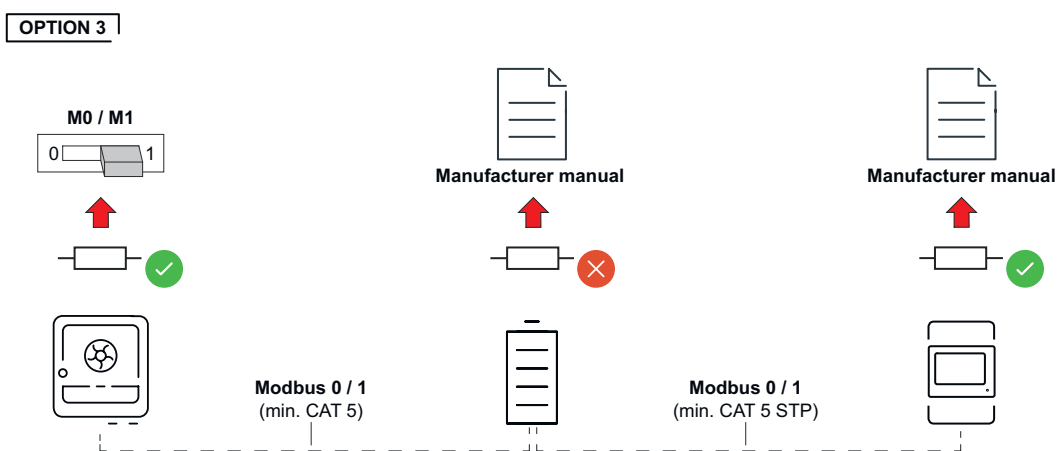 OPTION 3
M0 / M1
0 1
Manufacturer manual
Manufacturer manual
Modbus 0 / 1
(min. CAT 5)
Modbus 0 / 1
(min. CAT 5 STP)